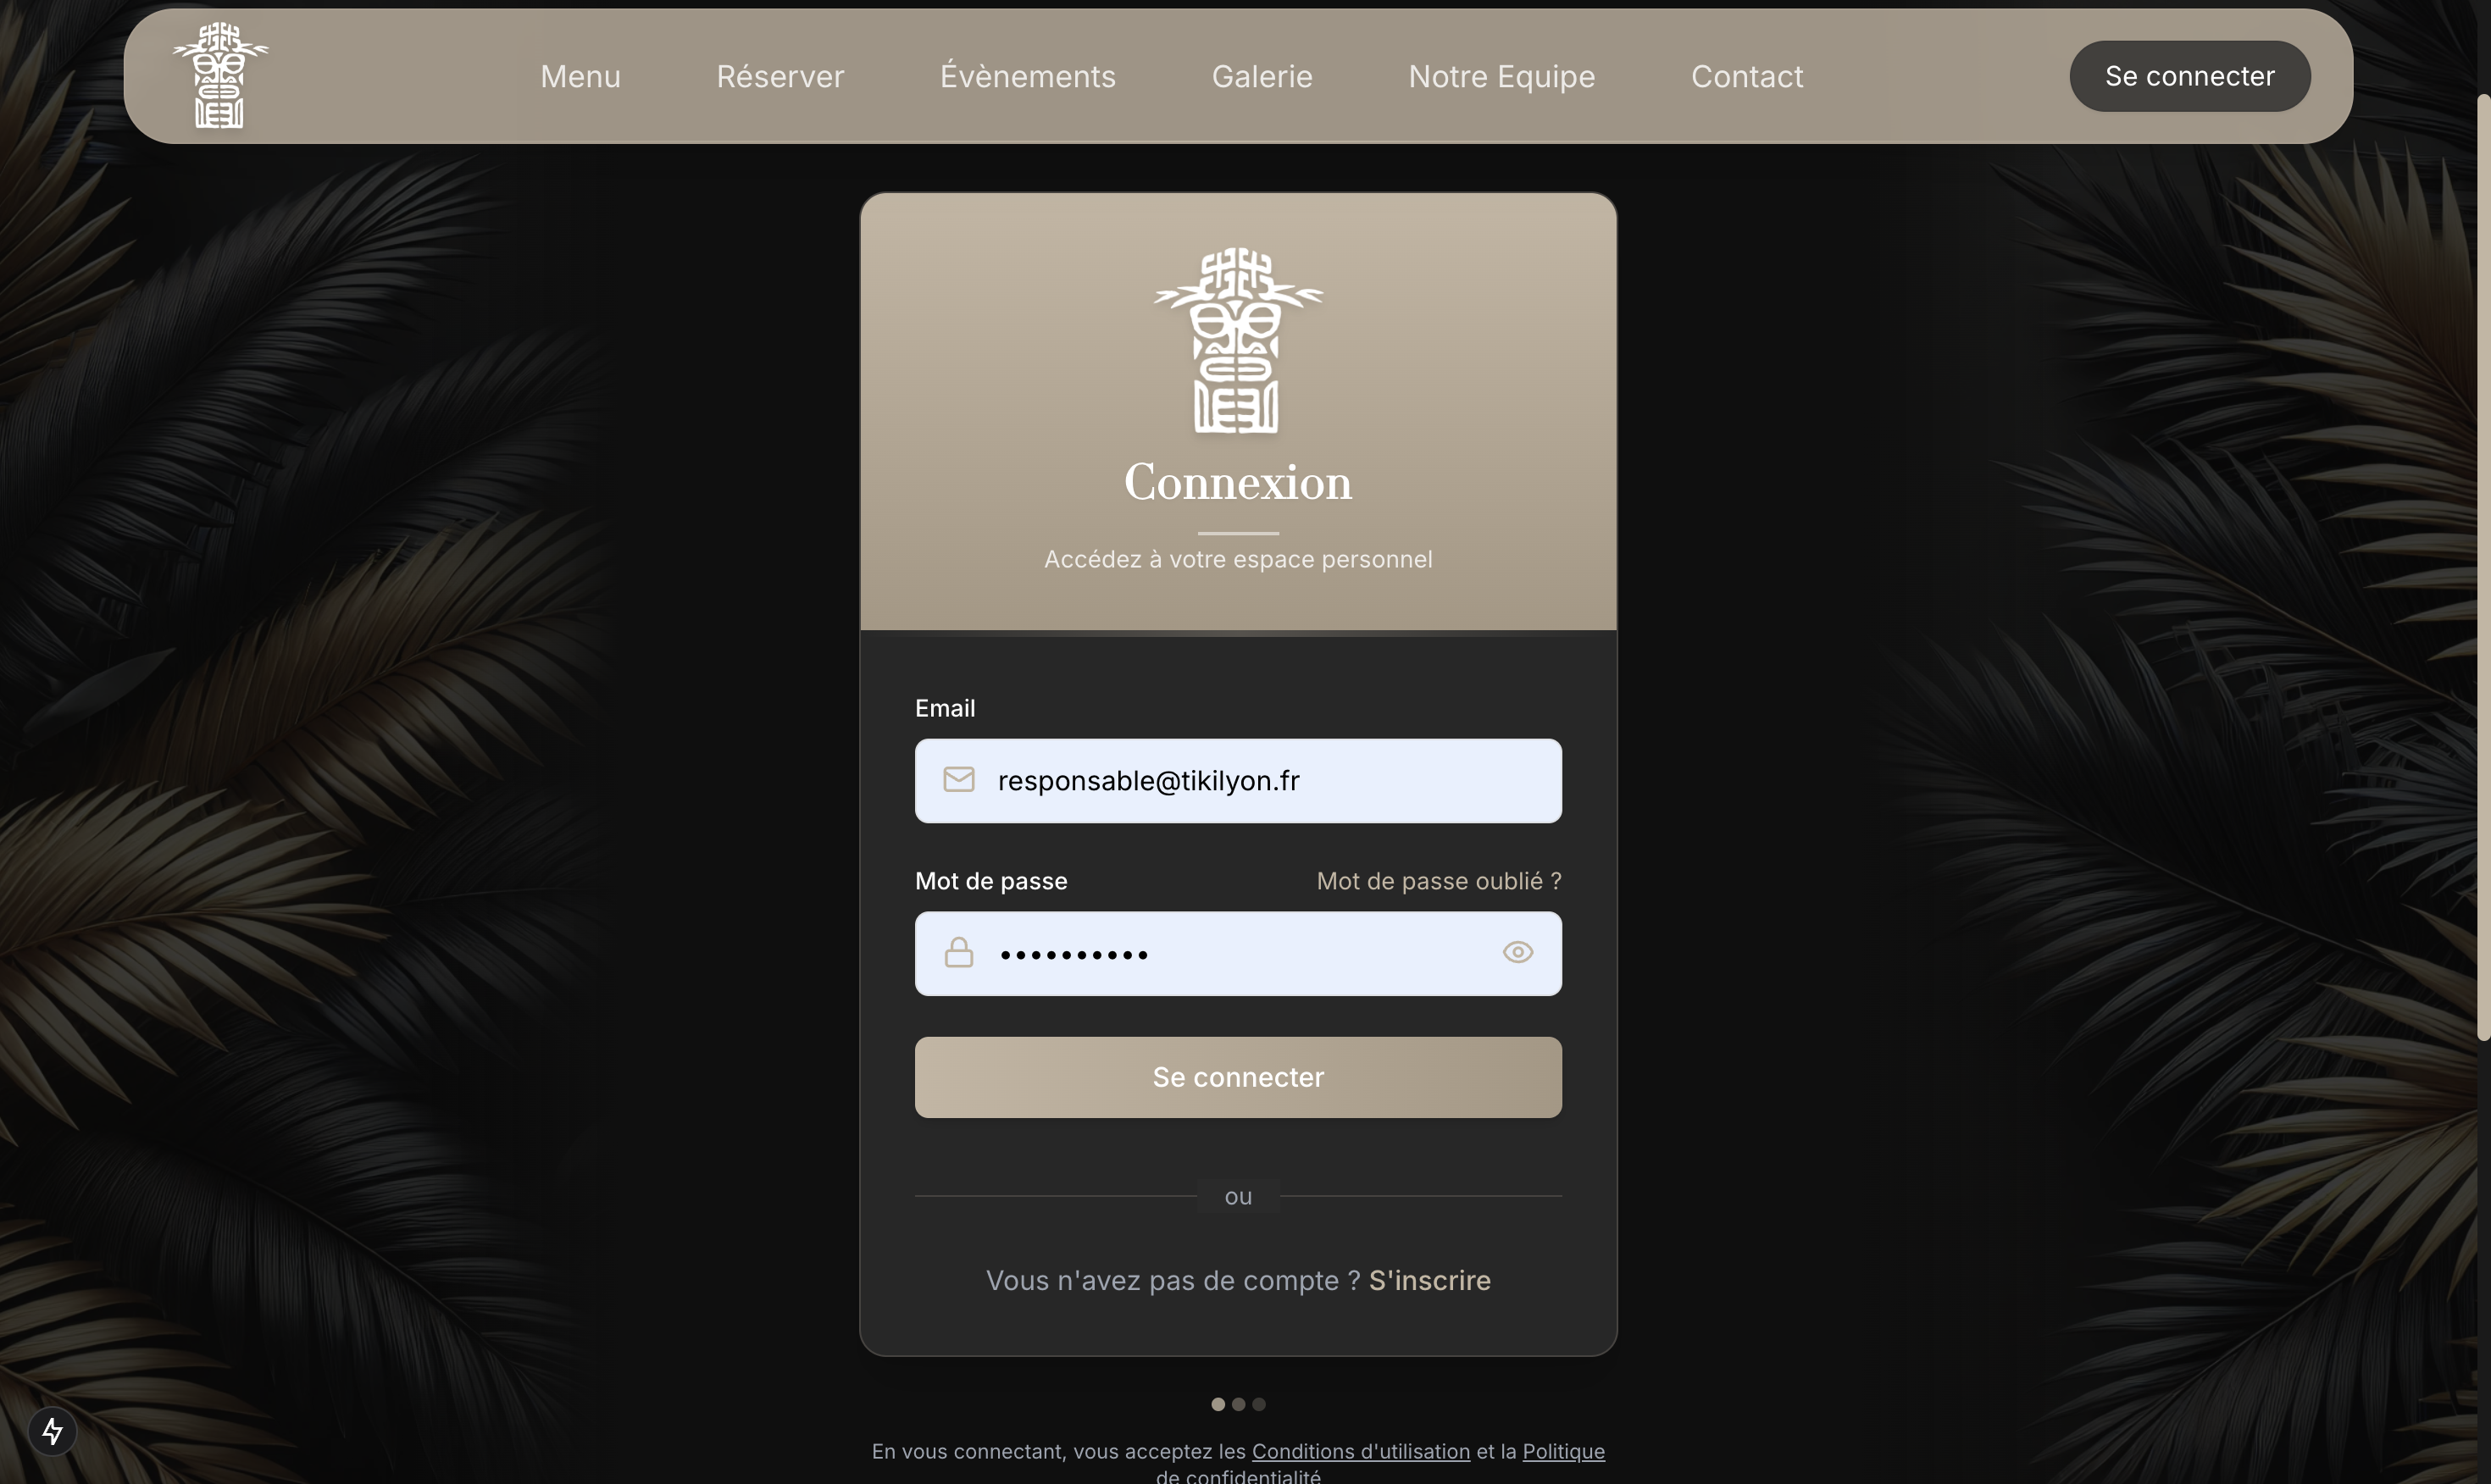 Menu
Réserver
Évènements
Galerie
Notre Equipe
Contact
Se connecter
Connexion
Accédez à votre espace personnel
Email
responsable@tikilyon.fr
Mot de passe
Mot de passe oublié ?
••••••••••
Se connecter
ou
Vous n'avez pas de compte ? S'inscrire
En vous connectant, vous acceptez les Conditions d'utilisation et la Politique
de confidentialité